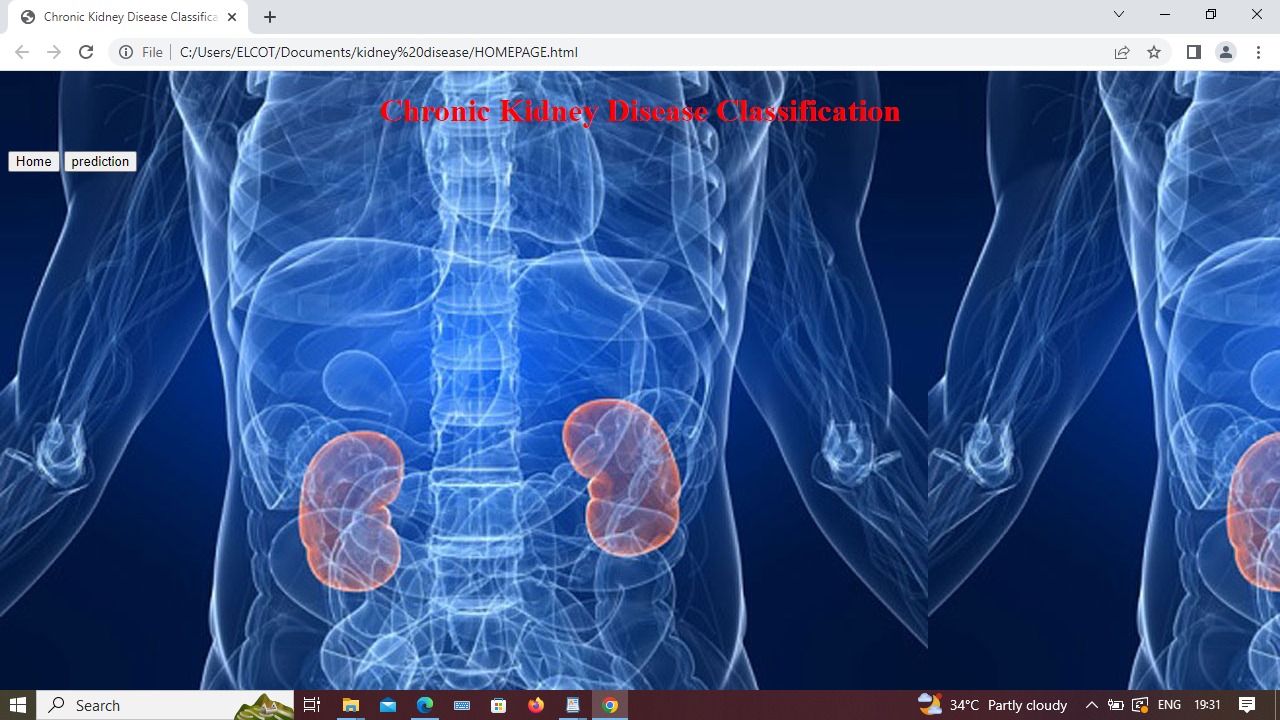 Chronic Kidney Disease Classifica
File
C:/Users/ELCOT/Documents/kidney%20disease/HOMEPAGE.html
Chronic Kidney Disease Classification
Home prediction
Search
34°C Partly cloudy
ENG
19:31